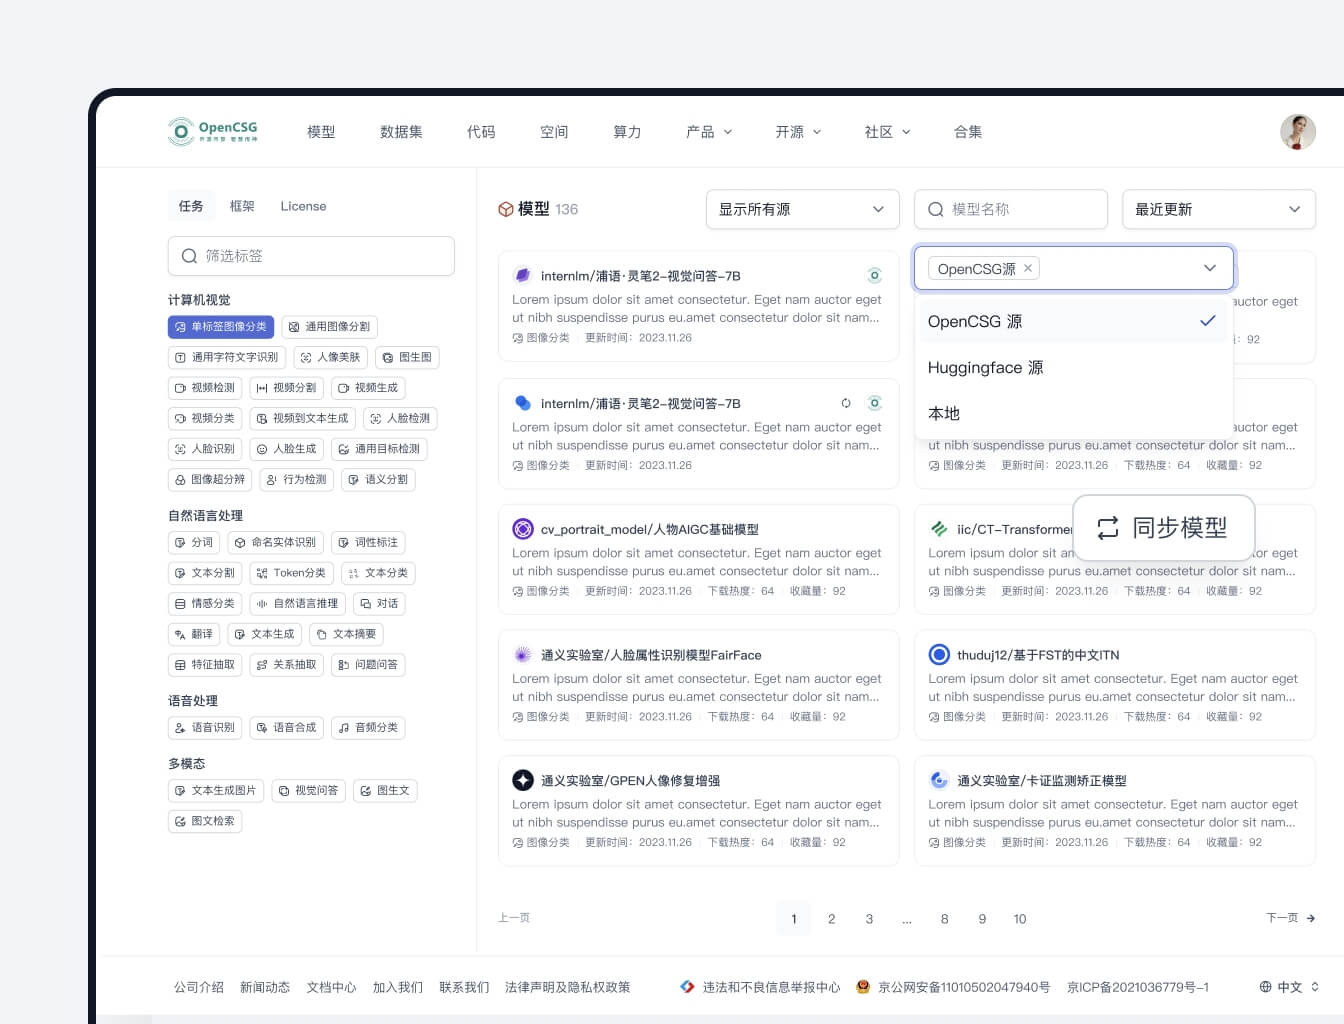 OpenCSG
模型 数据集 代码 空间 算力 产品 开源 社区 合集
任务 框架 License
筛选标签
计算机视觉
单标签图像分类 通用图像分割
通用字符文字识别 人像美肤 图生图
视频检测 视频分割 视频生成
视频分类 视频到文本生成 人脸检测
人脸识别 人脸生成 通用目标检测
图像超分辨 行为检测 语义分割
自然语言处理
分词 命名实体识别 词性标注
文本分割 Token分类 文本分类
情感分类 自然语言推理 对话
翻译 文本生成 文本摘要
特征抽取 关系抽取 问题问答
语音处理
语音识别 语音合成 音频分类
多模态
文本生成图片 视觉问答 图生文
图文检索
模型 136
显示所有源
模型名称
最近更新
internlm/浦语·灵笔2-视觉问答-7B
Lorem ipsum dolor sit amet consectetur. Eget nam auctor eget
ut nibh suspendisse purus eu.amet consectetur dolor sit nam...
图像分类 更新时间：2023.11.26
OpenCSG源 ×
OpenCSG 源
Huggingface 源
本地
auctor eget
92
internlm/浦语·灵笔2-视觉问答-7B
Lorem ipsum dolor sit amet consectetur. Eget nam auctor eget
ut nibh suspendisse purus eu.amet consectetur dolor sit nam...
图像分类 更新时间：2023.11.26
auctor eget
ut nibh suspendisse purus eu.amet consectetur dolor sit nam...
图像分类 更新时间：2023.11.26 下载热度：64 收藏量：92
cv_portrait_model/人物AIGC基础模型
Lorem ipsum dolor sit amet consectetur. Eget nam auctor eget
ut nibh suspendisse purus eu.amet consectetur dolor sit nam...
图像分类 更新时间：2023.11.26 下载热度：64 收藏量：92
iic/CT-Transformer
同步模型
Lorem ipsum dolor sit am ctor eget
ut nibh suspendisse purus eu.amet consectetur dolor sit nam...
图像分类 更新时间：2023.11.26 下载热度：64 收藏量：92
通义实验室/人脸属性识别模型FairFace
Lorem ipsum dolor sit amet consectetur. Eget nam auctor eget
ut nibh suspendisse purus eu.amet consectetur dolor sit nam...
图像分类 更新时间：2023.11.26 下载热度：64 收藏量：92
thuduj12/基于FST的中文ITN
Lorem ipsum dolor sit amet consectetur. Eget nam auctor eget
ut nibh suspendisse purus eu.amet consectetur dolor sit nam...
图像分类 更新时间：2023.11.26 下载热度：64 收藏量：92
通义实验室/GPEN人像修复增强
Lorem ipsum dolor sit amet consectetur. Eget nam auctor eget
ut nibh suspendisse purus eu.amet consectetur dolor sit nam...
图像分类 更新时间：2023.11.26 下载热度：64 收藏量：92
通义实验室/卡证监测矫正模型
Lorem ipsum dolor sit amet consectetur. Eget nam auctor eget
ut nibh suspendisse purus eu.amet consectetur dolor sit nam...
图像分类 更新时间：2023.11.26 下载热度：64 收藏量：92
上一页 1 2 3 ... 8 9 10 下一页
公司介绍 新闻动态 文档中心 加入我们 联系我们 法律声明及隐私权政策 违法和不良信息举报中心 京公网安备11010502047940号 京ICP备2021036779号-1 中文